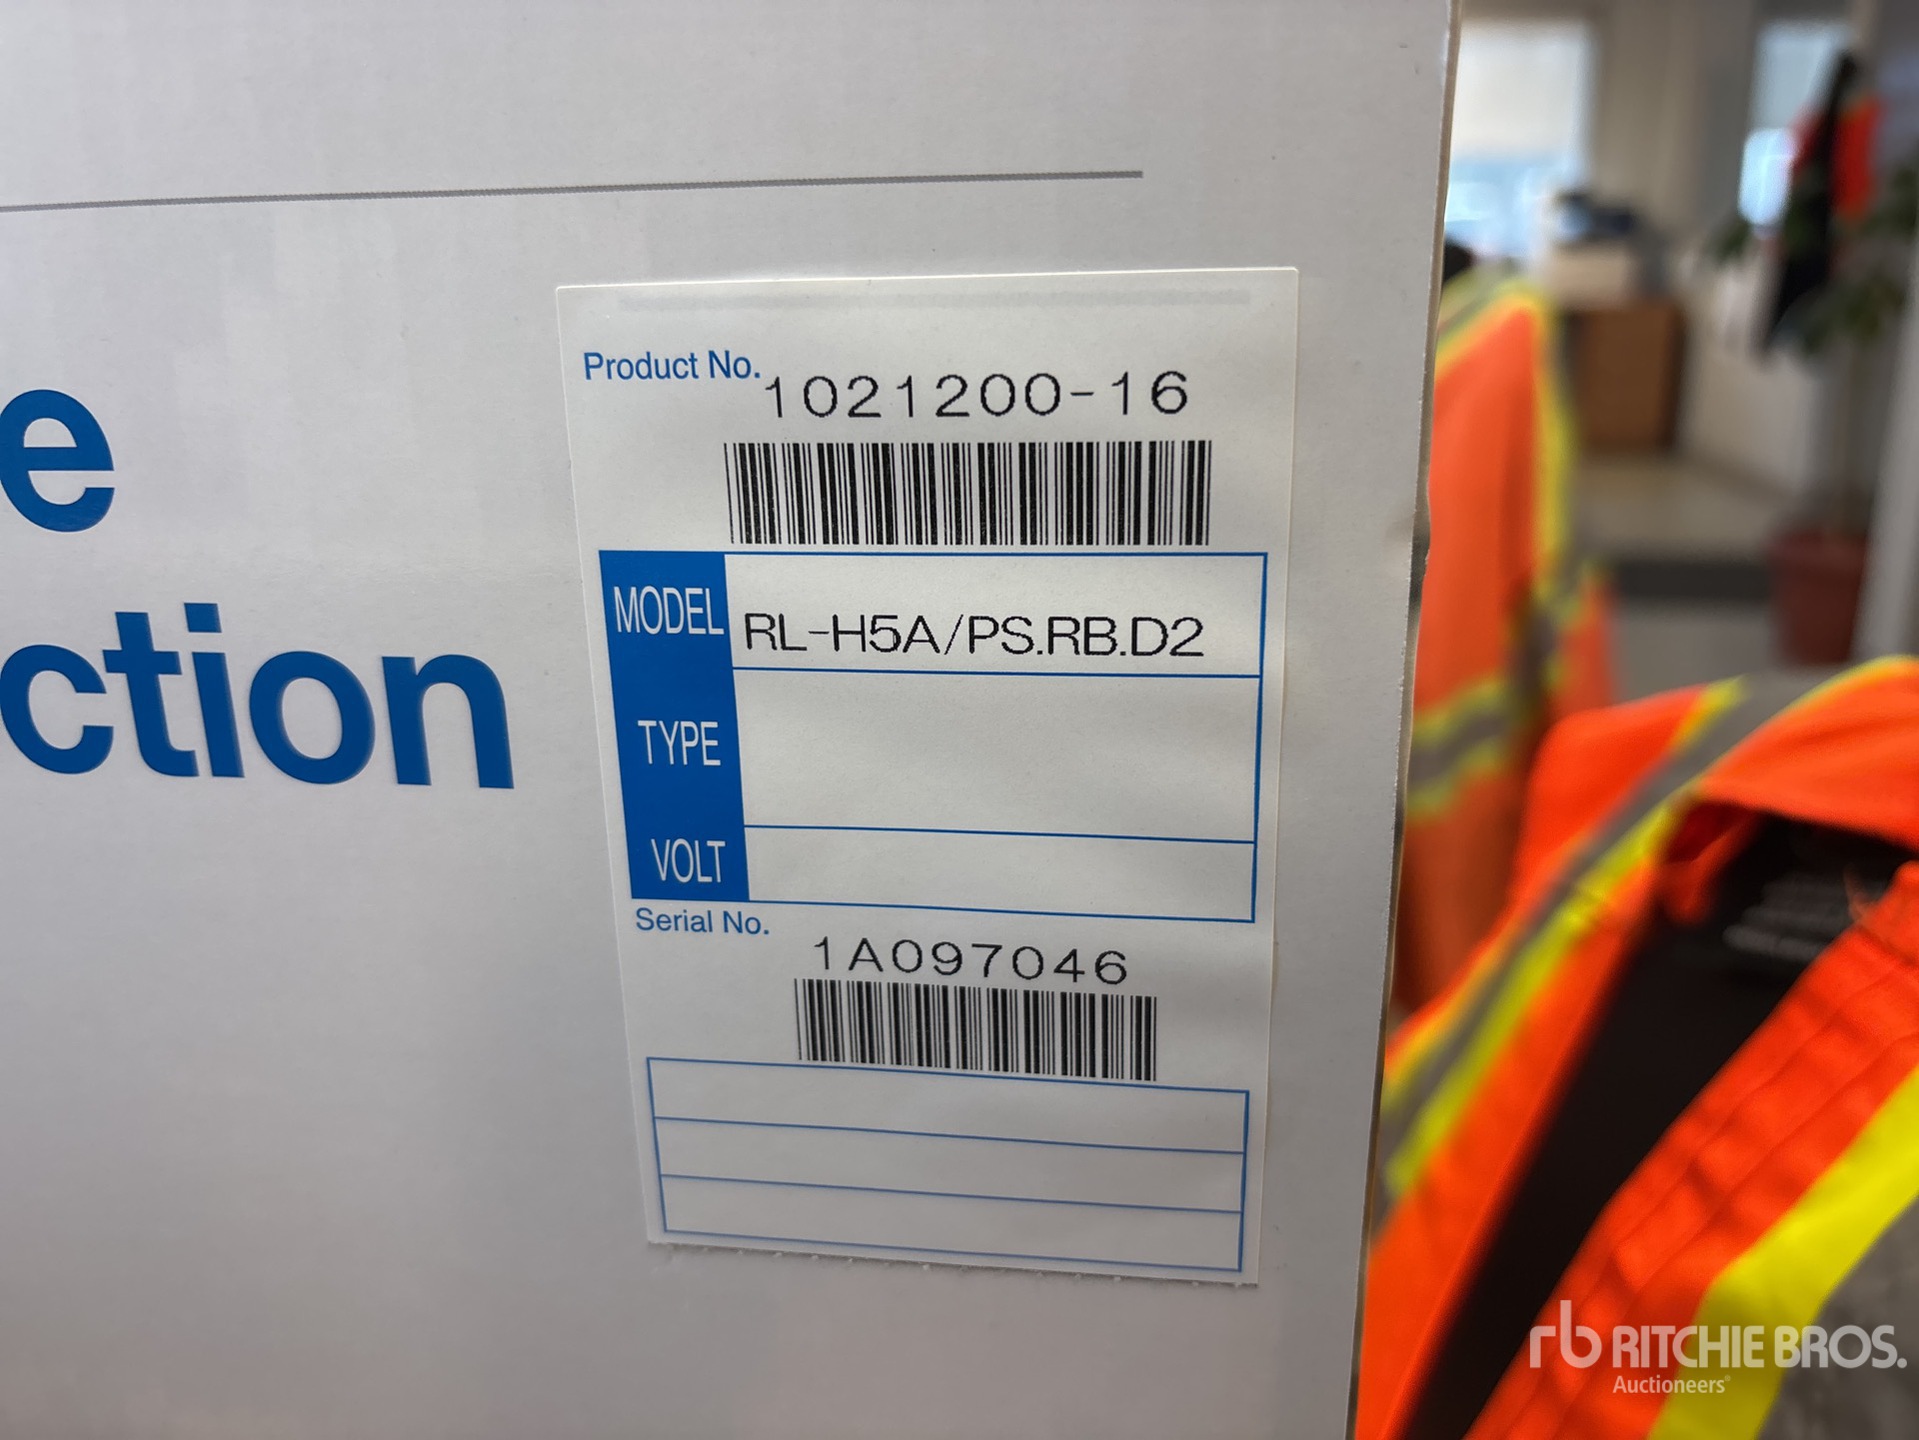 e
ction
Product No.
1021200-16
MODEL RL-H5A/PS.RB.D2
TYPE
VOLT
Serial No.
1A097046
rb RITCHIE BROS.
Auctioneers®